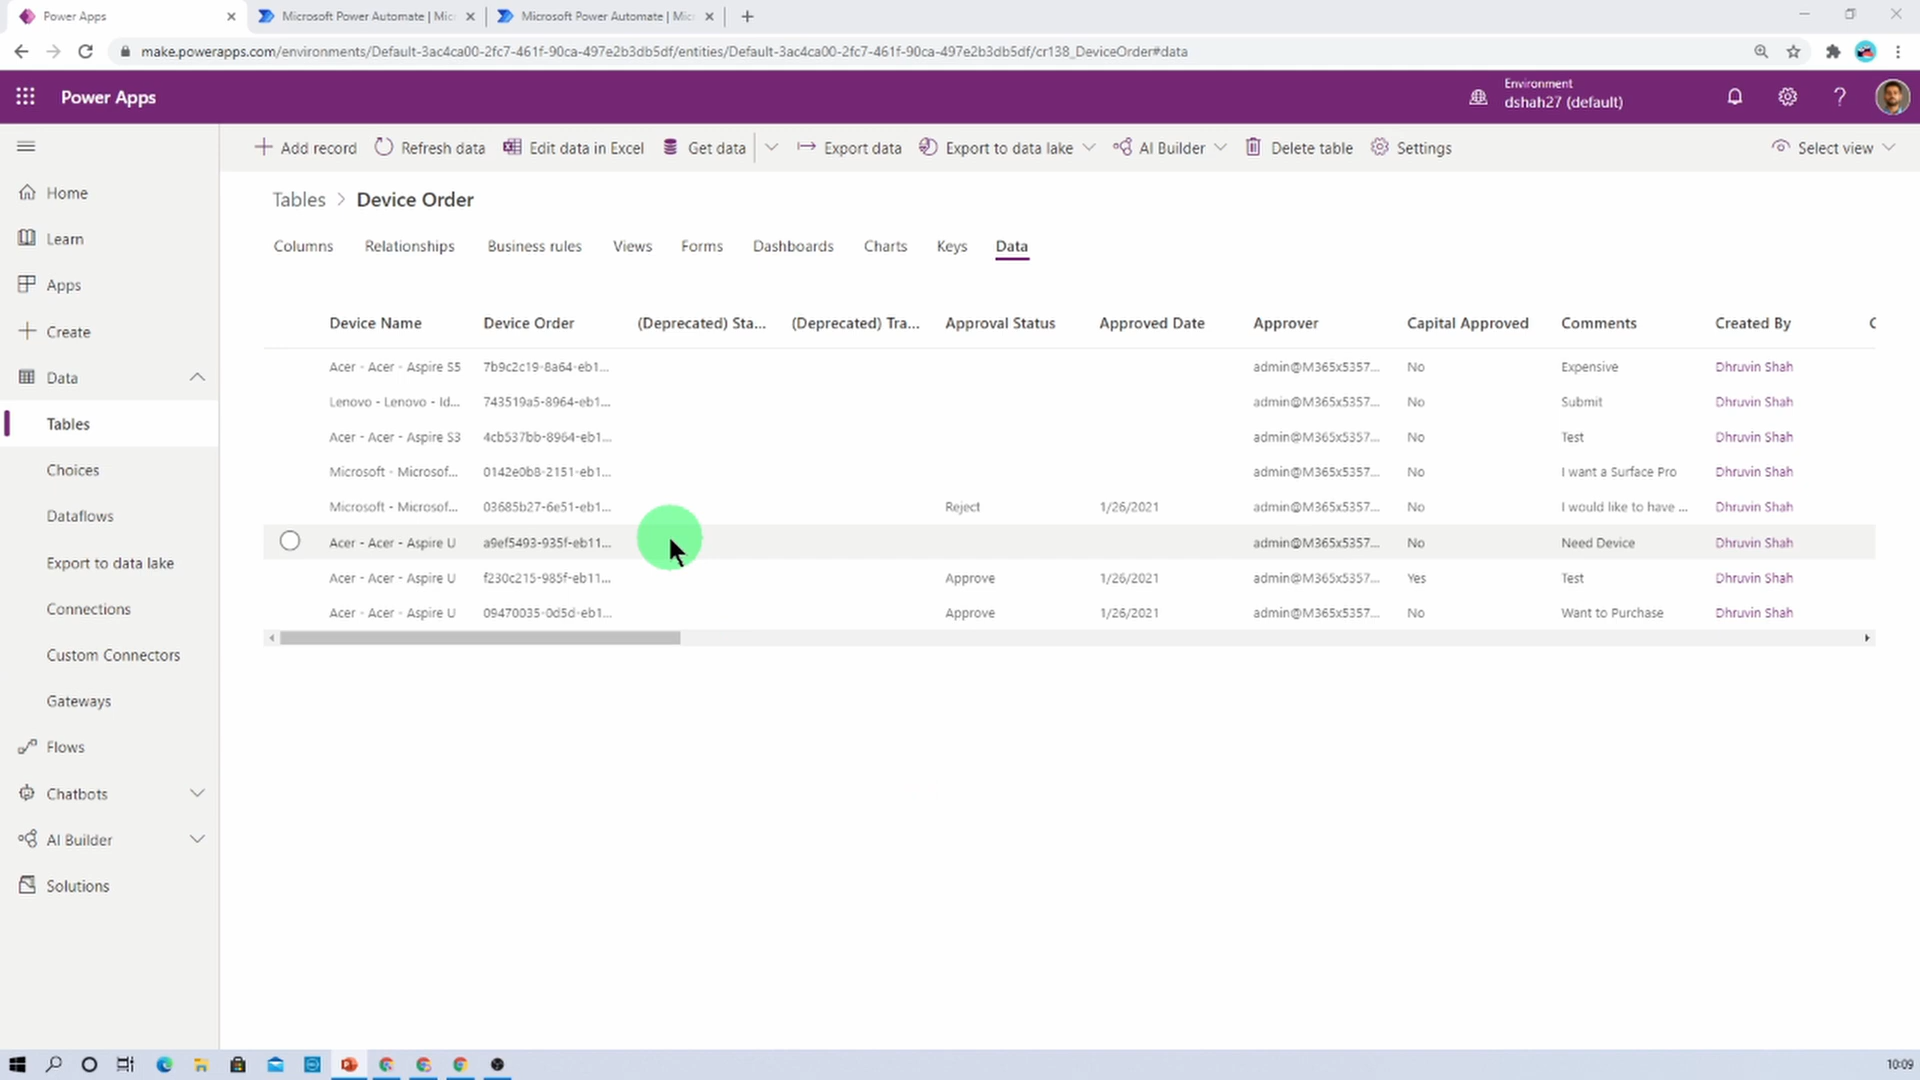 Power Apps
Microsoft Power Automate | Mic
Microsoft Power Automate | Mic
make.powerapps.com/environments/Default-3ac4ca00-2fc7-461f-90ca-497e2b3db5df/entities/Default-3ac4ca00-2fc7-461f-90ca-497e2b3db5df/cr138_DeviceOrder#data
Power Apps
Environment
dshah27 (default)
Add record Refresh data Edit data in Excel Get data Export data Export to data lake AI Builder Delete table Settings Select view
Home
Learn
Apps
Create
Data
Tables
Choices
Dataflows
Export to data lake
Connections
Custom Connectors
Gateways
Flows
Chatbots
AI Builder
Solutions
Tables > Device Order
Columns Relationships Business rules Views Forms Dashboards Charts Keys Data
Device Name Device Order (Deprecated) Sta... (Deprecated) Tra... Approval Status Approved Date Approver Capital Approved Comments Created By
Acer - Acer - Aspire S5 7b9c2c19-8a64-eb1... admin@M365x5357... No Expensive Dhruvin Shah
Lenovo - Lenovo - Id... 743519a5-8964-eb1... admin@M365x5357... No Submit Dhruvin Shah
Acer - Acer - Aspire S3 4cb537bb-8964-eb1... admin@M365x5357... No Test Dhruvin Shah
Microsoft - Microsof... 0142e0b8-2151-eb1... admin@M365x5357... No I want a Surface Pro Dhruvin Shah
Microsoft - Microsof... 03685b27-6e51-eb1... Reject 1/26/2021 admin@M365x5357... No I would like to have ... Dhruvin Shah
Acer - Acer - Aspire U a9ef5493-935f-eb11... admin@M365x5357... No Need Device Dhruvin Shah
Acer - Acer - Aspire U f230c215-985f-eb11... Approve 1/26/2021 admin@M365x5357... Yes Test Dhruvin Shah
Acer - Acer - Aspire U 09470035-0d5d-eb1... Approve 1/26/2021 admin@M365x5357... No Want to Purchase Dhruvin Shah
10:09